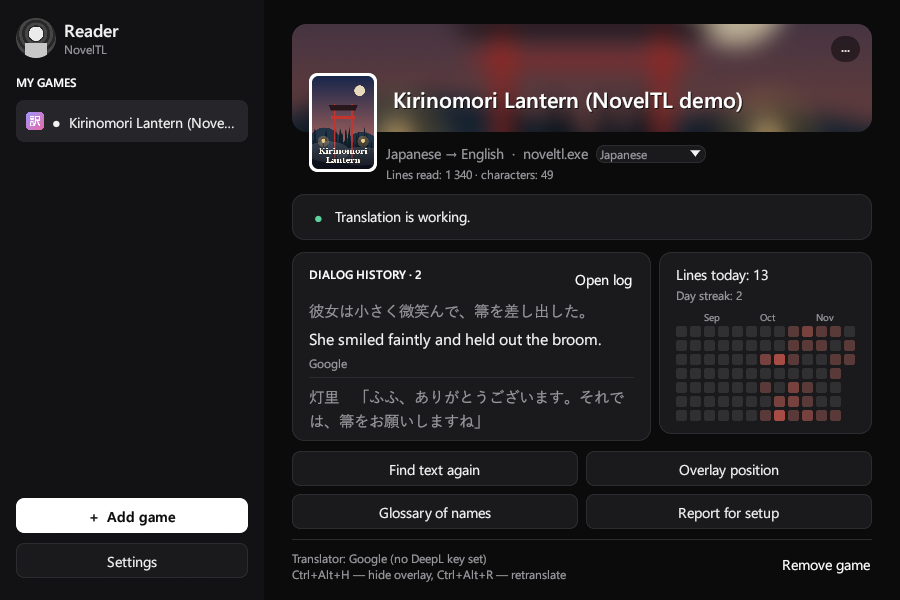 Reader
NovelTL
MY GAMES
訳 ● Kirinomori Lantern (Nove...
+ Add game
Settings
...
Kirinomori Lantern (NovelTL demo)
Kirinomori
Lantern
Japanese → English · noveltl.exe Japanese
Lines read: 1 340 · characters: 49
Translation is working.
DIALOG HISTORY · 2
Open log
彼女は小さく微笑んで、箒を差し出した。
She smiled faintly and held out the broom.
Google
灯里 「ふふ、ありがとうございます。それで
は、箒をお願いしますね」
Lines today: 13
Day streak: 2
Sep Oct Nov
Find text again
Overlay position
Glossary of names
Report for setup
Translator: Google (no DeepL key set)
Ctrl+Alt+H — hide overlay, Ctrl+Alt+R — retranslate
Remove game